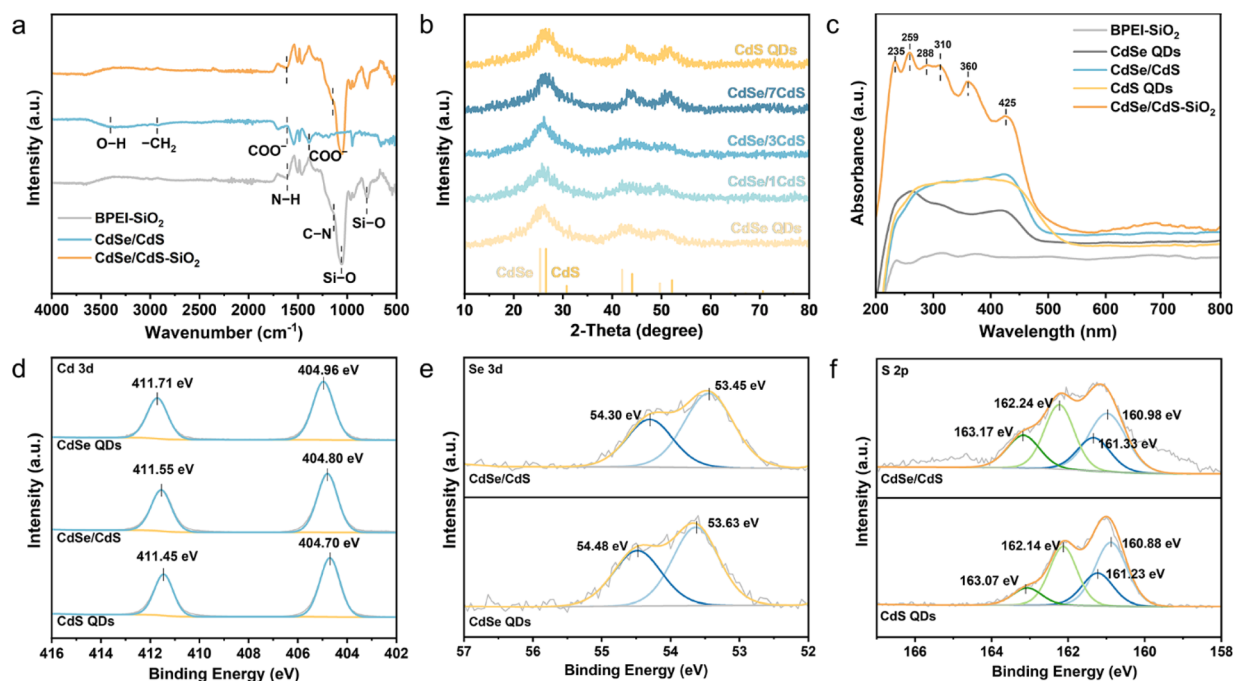 a
Intensity (a.u.)
O–H
–CH₂
COO⁻
COO⁻
N–H
C–N
Si–O
Si–O
BPEI-SiO₂
CdSe/CdS
CdSe/CdS-SiO₂
4000 3500 3000 2500 2000 1500 1000 500
Wavenumber (cm⁻¹)
b
Intensity (a.u.)
CdS QDs
CdSe/7CdS
CdSe/3CdS
CdSe/1CdS
CdSe QDs
CdSe
CdS
10 20 30 40 50 60 70 80
2-Theta (degree)
c
Absorbance (a.u.)
235
259
288
310
360
425
BPEI-SiO₂
CdSe QDs
CdSe/CdS
CdS QDs
CdSe/CdS-SiO₂
200 300 400 500 600 700 800
Wavelength (nm)
d
Intensity (a.u.)
Cd 3d
411.71 eV
404.96 eV
CdSe QDs
411.55 eV
404.80 eV
CdSe/CdS
411.45 eV
404.70 eV
CdS QDs
416 414 412 410 408 406 404 402
Binding Energy (eV)
e
Intensity (a.u.)
Se 3d
54.30 eV
53.45 eV
CdSe/CdS
54.48 eV
53.63 eV
CdSe QDs
57 56 55 54 53 52
Binding Energy (eV)
f
Intensity (a.u.)
S 2p
163.17 eV
162.24 eV
160.98 eV
161.33 eV
CdSe/CdS
163.07 eV
162.14 eV
160.88 eV
161.23 eV
CdS QDs
166 164 162 160 158
Binding Energy (eV)